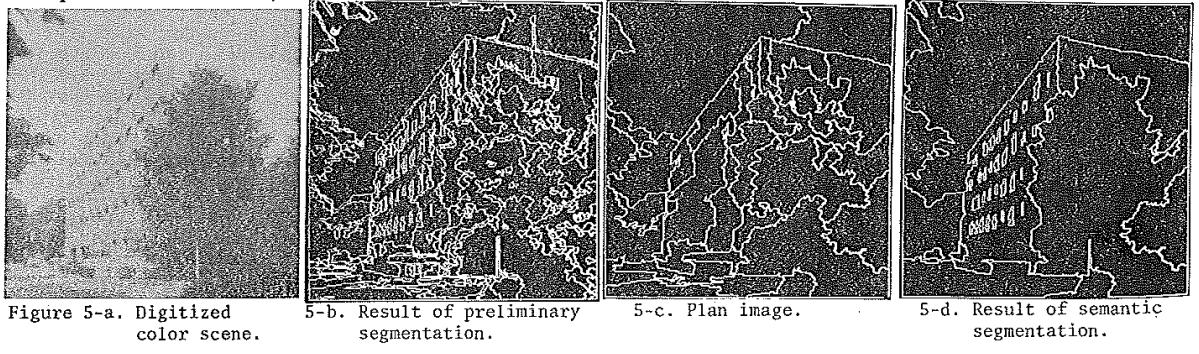 Figure 5-a. Digitized
color scene.
5-b. Result of preliminary
segmentation.
5-c. Plan image.
5-d. Result of semantic
segmentation.